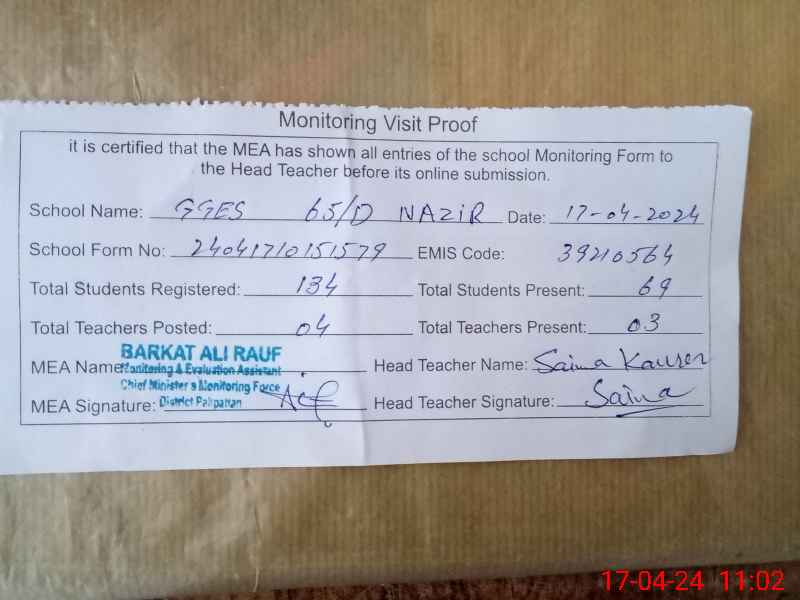 Monitoring Visit Proof
it is certified that the MEA has shown all entries of the school Monitoring Form to
the Head Teacher before its online submission.
School Name: GGES 65/D NAZIR Date: 17-04-2024
School Form No: 24041710151579 EMIS Code: 39210564
Total Students Registered: 134 Total Students Present: 69
Total Teachers Posted: 04 Total Teachers Present: 03
BARKAT ALI RAUF
MEA Name: Monitoring & Evaluation Assistant Head Teacher Name: Saima Kausen
Chief Minister's Monitoring Force
MEA Signature: District Pakpattan Head Teacher Signature: Saima
17-04-24 11:02